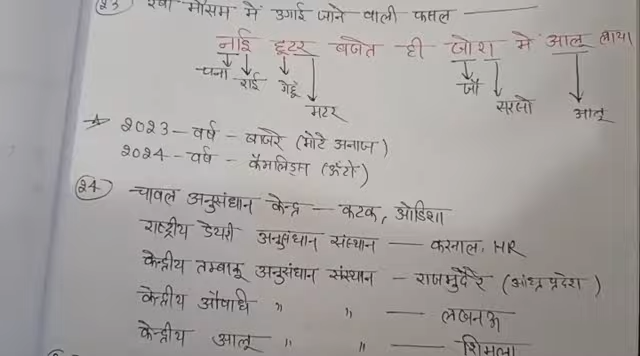 23 रबी मौसम में उगाई जाने वाली फसल ———
नाई हूटर बजेत ही जोश में आलू खाया
चना राई गेहूँ जौ
मटर सरसों आलू
2023 - वर्ष - बाजरे (मोटे अनाज)
2024 - वर्ष - कैमलिड्स (ऊँटो)
24 चावल अनुसंधान केन्द्र — कटक, ओडिशा
राष्ट्रीय डेयरी अनुसंधान संस्थान — करनाल, HR
केन्द्रीय तम्बाकू अनुसंधान संस्थान - राजमुंदैरै (आंध्र प्रदेश)
केन्द्रीय औषधि " " — लखनऊ
केन्द्रीय आलू " " — शिमला